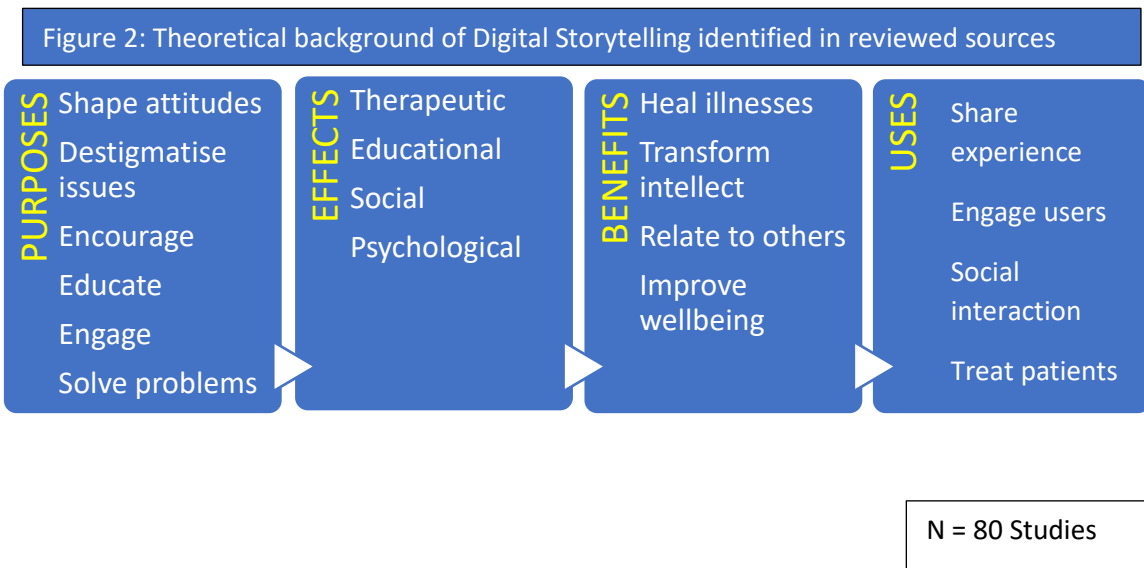 Figure 2: Theoretical background of Digital Storytelling identified in reviewed sources
PURPOSES
Shape attitudes
Destigmatise
issues
Encourage
Educate
Engage
Solve problems
EFFECTS
Therapeutic
Educational
Social
Psychological
BENEFITS
Heal illnesses
Transform
intellect
Relate to others
Improve
wellbeing
USES
Share
experience
Engage users
Social
interaction
Treat patients
N = 80 Studies